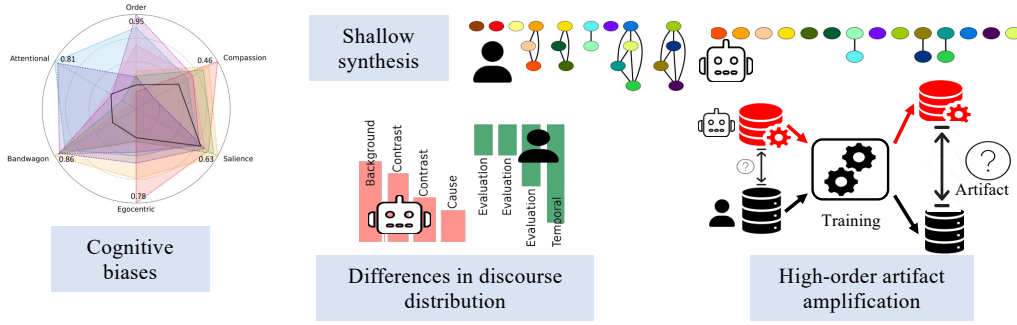 Order
0.95
Attentional
0.81
0.46
Compassion
Bandwagon
0.86
0.63
Salience
0.78
Egocentric
Cognitive
biases
Shallow
synthesis
Background
Contrast
Contrast
Cause
Evaluation
Evaluation
Evaluation
Temporal
Differences in discourse
distribution
?
Training
?
Artifact
High-order artifact
amplification